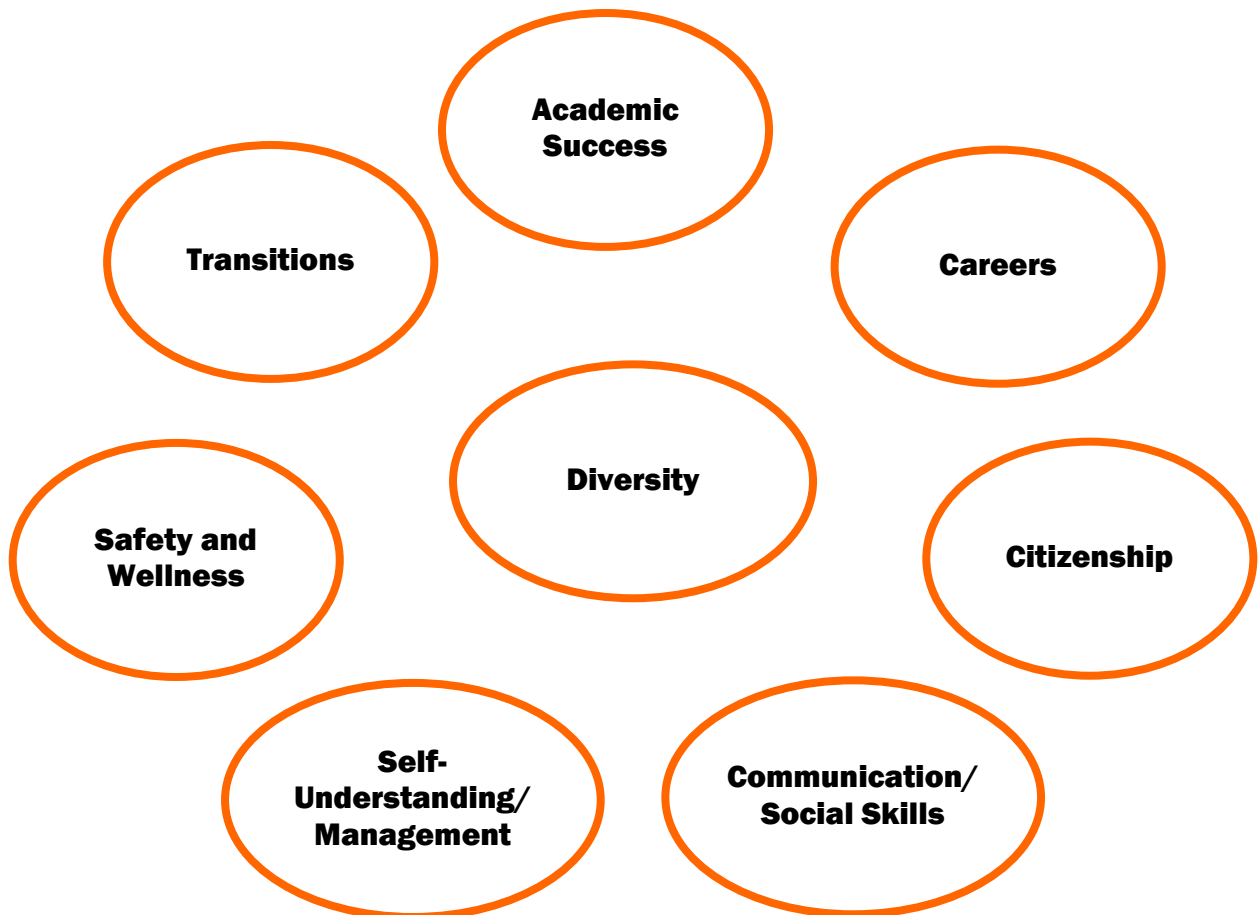 Academic
Success
Transitions
Careers
Diversity
Safety and
Wellness
Citizenship
Self-
Understanding/
Management
Communication/
Social Skills